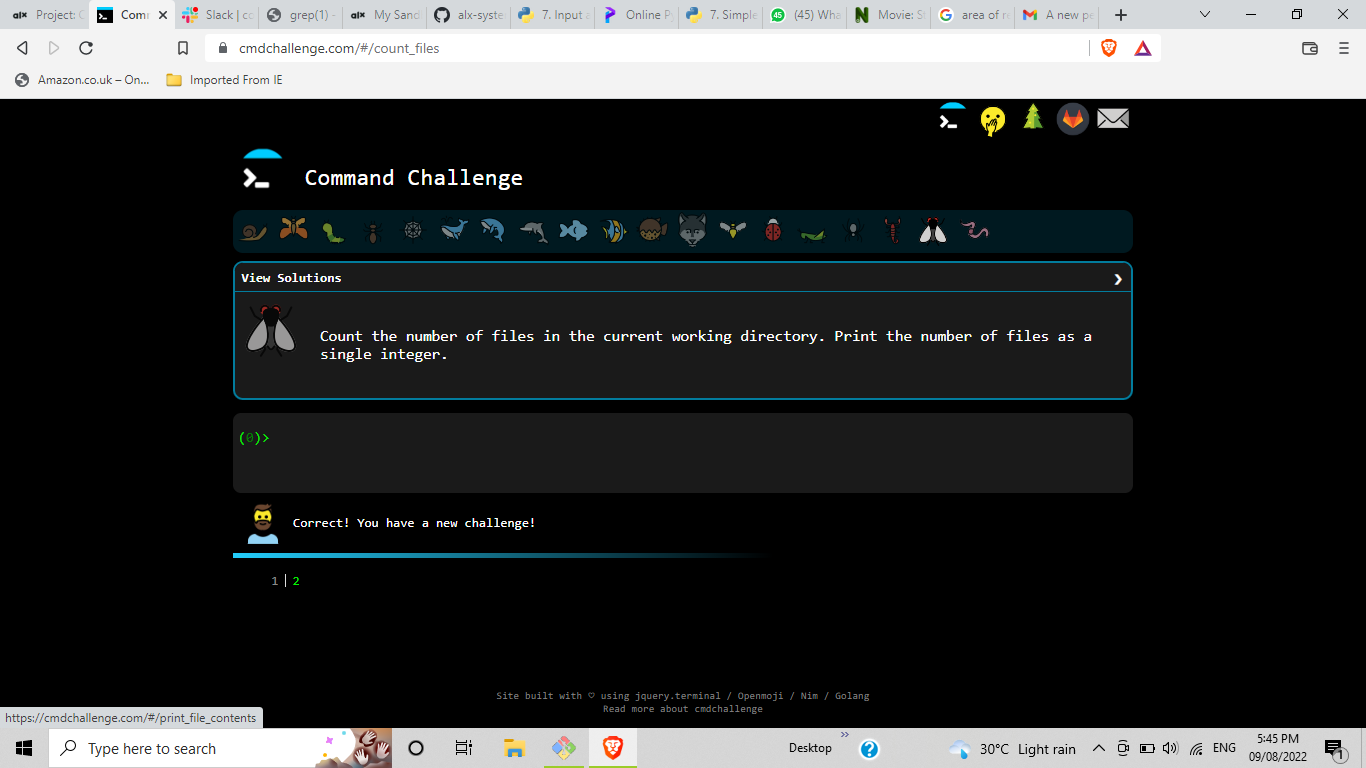 Project: C
Comm
Slack | co
grep(1) -
My Sand
alx-syste
7. Input a
Online P
7. Simple
(45) Wha
Movie: S
area of re
A new pe
cmdchallenge.com/#/count_files
Amazon.co.uk – On...
Imported From IE
Command Challenge
View Solutions
Count the number of files in the current working directory. Print the number of files as a
single integer.
(0)>
Correct! You have a new challenge!
1 | 2
Site built with ♡ using jquery.terminal / Openmoji / Nim / Golang
Read more about cmdchallenge
https://cmdchallenge.com/#/print_file_contents
Type here to search
Desktop
30°C Light rain
ENG
5:45 PM
09/08/2022
1